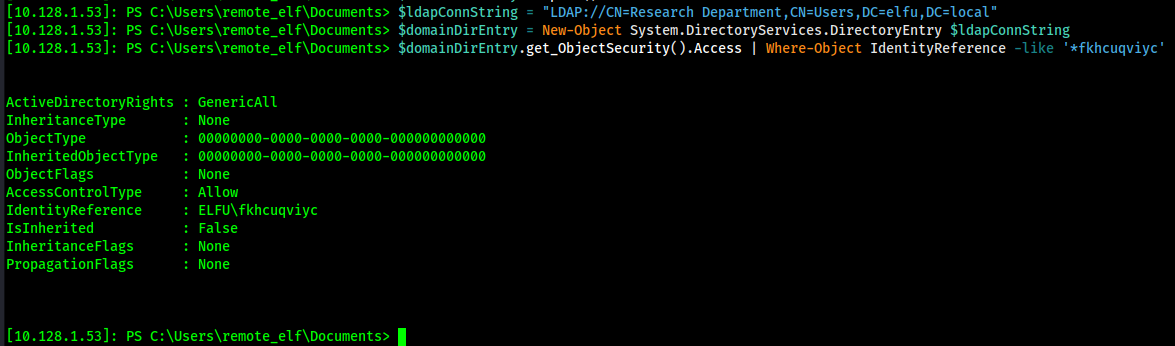 [10.128.1.53]: PS C:\Users\remote_elf\Documents> $ldapConnString = "LDAP://CN=Research Department,CN=Users,DC=elfu,DC=local"
[10.128.1.53]: PS C:\Users\remote_elf\Documents> $domainDirEntry = New-Object System.DirectoryServices.DirectoryEntry $ldapConnString
[10.128.1.53]: PS C:\Users\remote_elf\Documents> $domainDirEntry.get_ObjectSecurity().Access | Where-Object IdentityReference -like '*fkhcuqviyc'
ActiveDirectoryRights : GenericAll
InheritanceType       : None
ObjectType            : 00000000-0000-0000-0000-000000000000
InheritedObjectType   : 00000000-0000-0000-0000-000000000000
ObjectFlags           : None
AccessControlType     : Allow
IdentityReference     : ELFU\fkhcuqviyc
IsInherited           : False
InheritanceFlags      : None
PropagationFlags      : None
[10.128.1.53]: PS C:\Users\remote_elf\Documents>